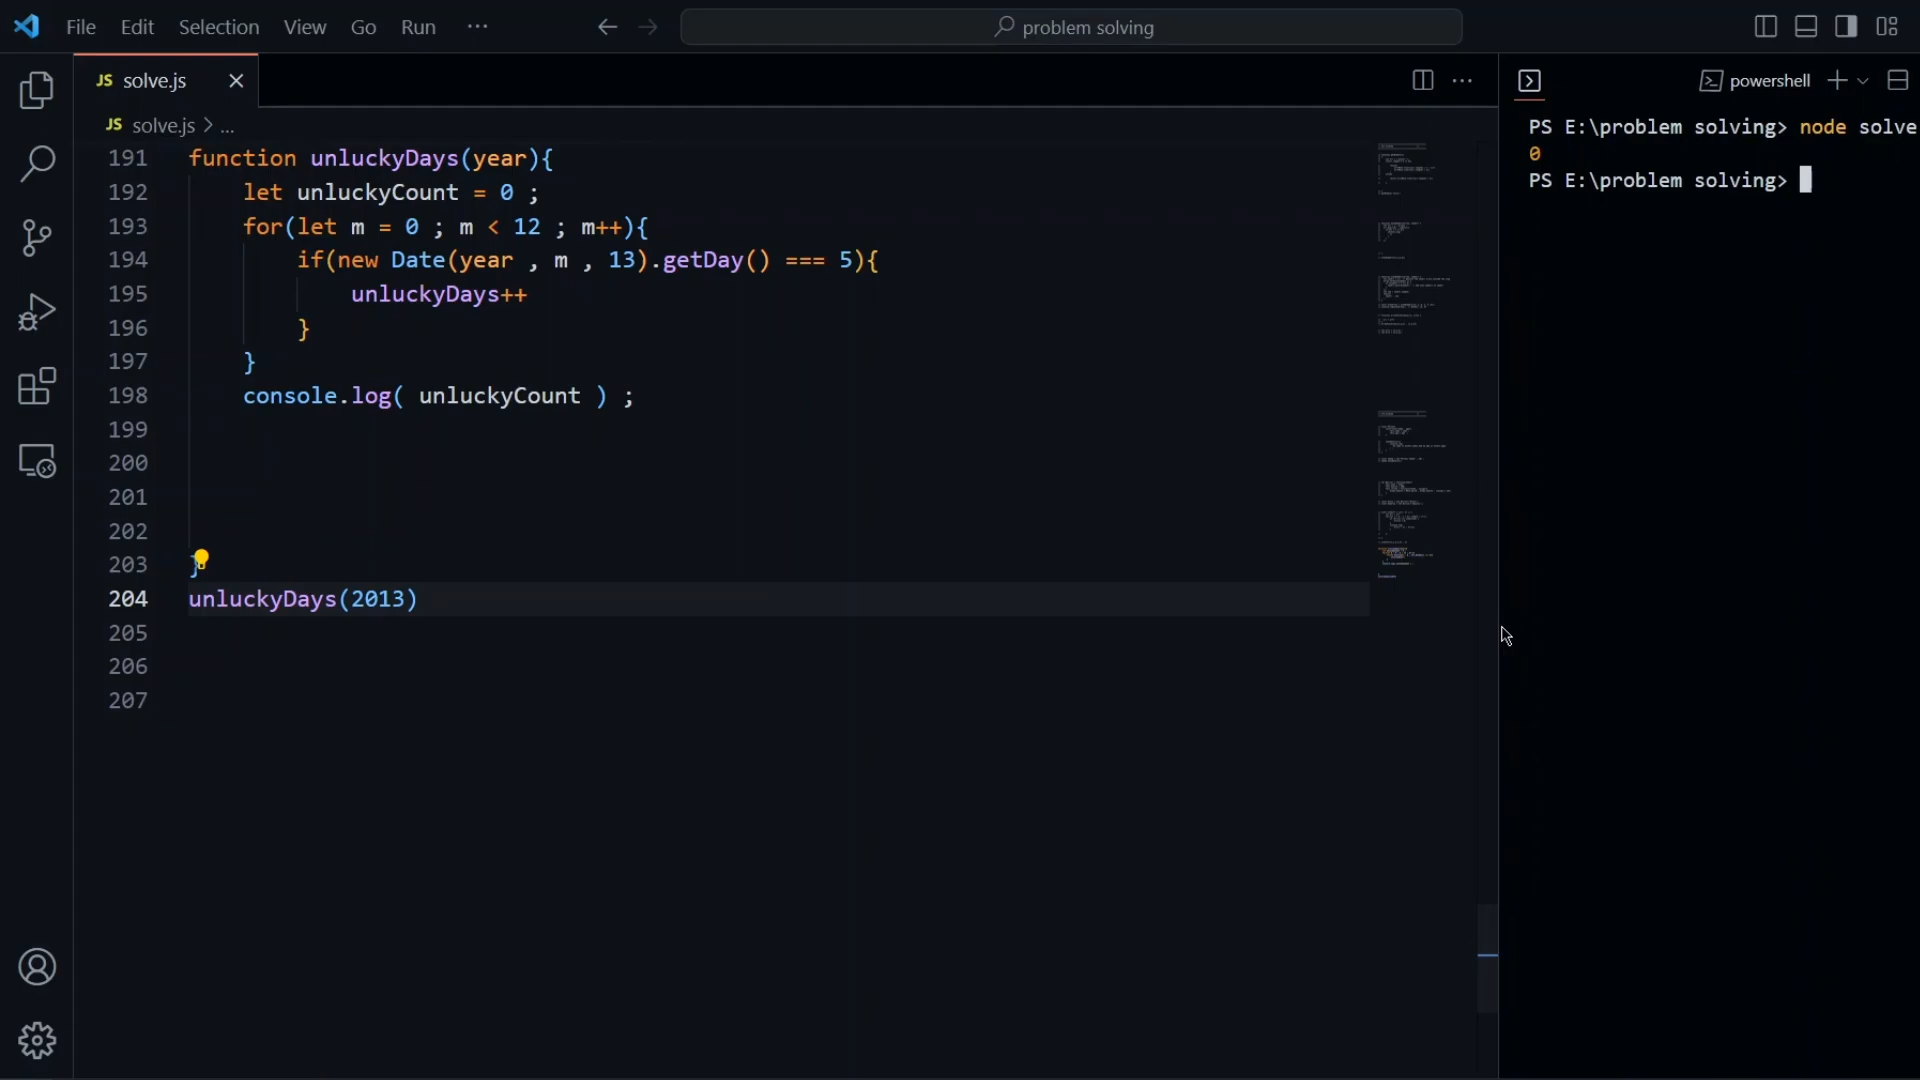 File Edit Selection View Go Run ···
problem solving
JS solve.js
powershell
JS solve.js > ...
191 function unluckyDays(year){
192 let unluckyCount = 0 ;
193 for(let m = 0 ; m < 12 ; m++){
194 if(new Date(year , m , 13).getDay() === 5){
195 unluckyDays++
196 }
197 }
198 console.log( unluckyCount ) ;
199
200
201
202
203 }
204 unluckyDays(2013)
205
206
207
PS E:\problem solving> node solve
0
PS E:\problem solving>